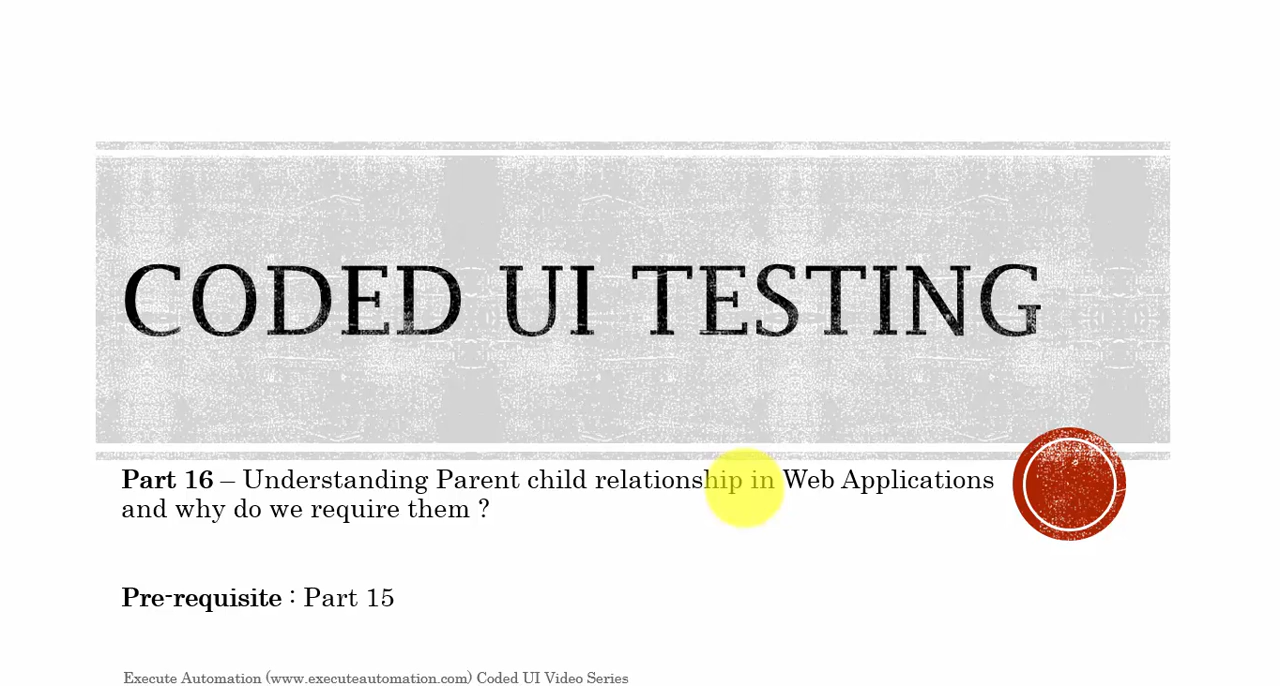 CODED UI TESTING
Part 16 – Understanding Parent child relationship in Web Applications
and why do we require them ?
Pre-requisite : Part 15
Execute Automation (www.executeautomation.com) Coded UI Video Series